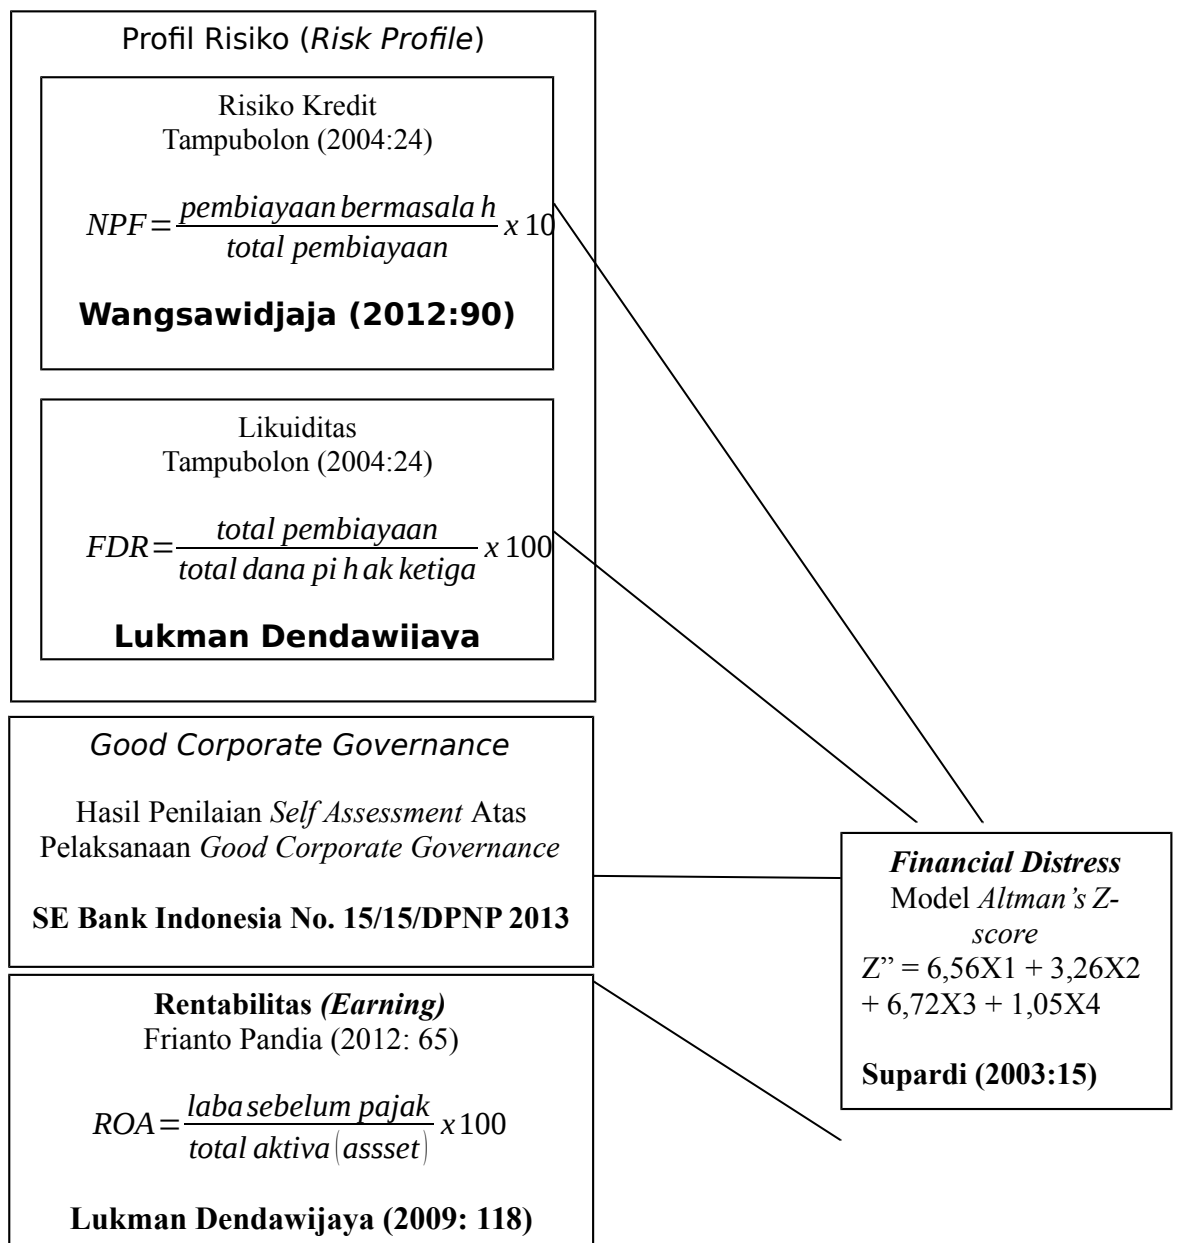 Profil Risiko (Risk Profile)
Risiko Kredit
Tampubolon (2004:24)
NPF = pembiayaan bermasala h / total pembiayaan x 10
Wangsawidjaja (2012:90)
Likuiditas
Tampubolon (2004:24)
FDR = total pembiayaan / total dana pi h ak ketiga x 100
Lukman Dendawijaya
Good Corporate Governance
Hasil Penilaian Self Assessment Atas
Pelaksanaan Good Corporate Governance
SE Bank Indonesia No. 15/15/DPNP 2013
Rentabilitas (Earning)
Frianto Pandia (2012: 65)
ROA = laba sebelum pajak / total aktiva (assset) x 100
Lukman Dendawijaya (2009: 118)
Financial Distress
Model Altman’s Z-
score
Z” = 6,56X1 + 3,26X2
+ 6,72X3 + 1,05X4
Supardi (2003:15)